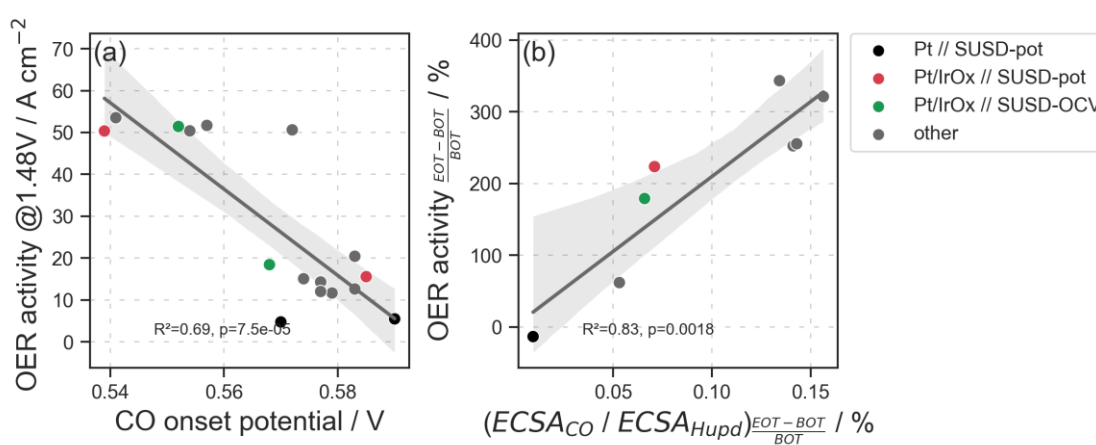 (a)
OER activity @1.48V / A cm⁻²
70
60
50
40
30
20
10
0
R²=0.69, p=7.5e-05
0.54
0.56
0.58
CO onset potential / V
(b)
OER activity EOT − BOT / BOT / %
400
300
200
100
0
R²=0.83, p=0.0018
0.05
0.10
0.15
(ECSA_CO / ECSA_Hupd) EOT − BOT / BOT / %
Pt // SUSD-pot
Pt/IrOx // SUSD-pot
Pt/IrOx // SUSD-OCV
other